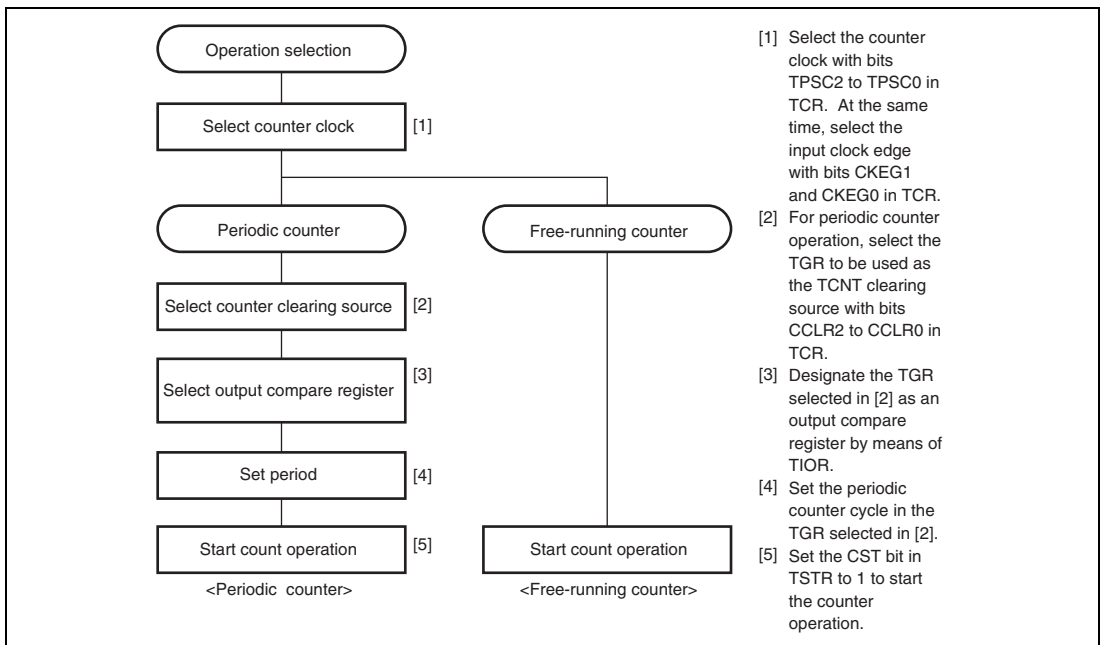 Operation selection
Select counter clock
[1]
Periodic counter
Free-running counter
Select counter clearing source
[2]
Select output compare register
[3]
Set period
[4]
Start count operation
[5]
Start count operation
<Periodic counter>
<Free-running counter>
[1] Select the counter
clock with bits
TPSC2 to TPSC0 in
TCR. At the same
time, select the
input clock edge
with bits CKEG1
and CKEG0 in TCR.
[2] For periodic counter
operation, select the
TGR to be used as
the TCNT clearing
source with bits
CCLR2 to CCLR0 in
TCR.
[3] Designate the TGR
selected in [2] as an
output compare
register by means of
TIOR.
[4] Set the periodic
counter cycle in the
TGR selected in [2].
[5] Set the CST bit in
TSTR to 1 to start
the counter
operation.